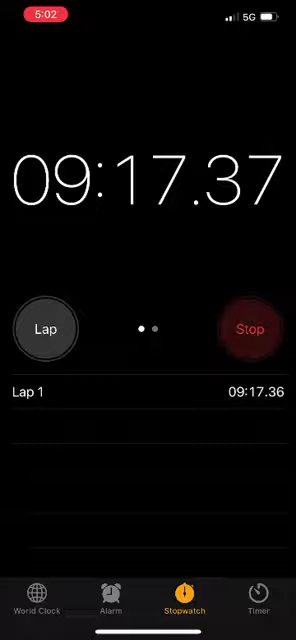 5:02 5G
09:17.37
Lap Stop
Lap 1 09:17.36
World Clock Alarm Stopwatch Timer